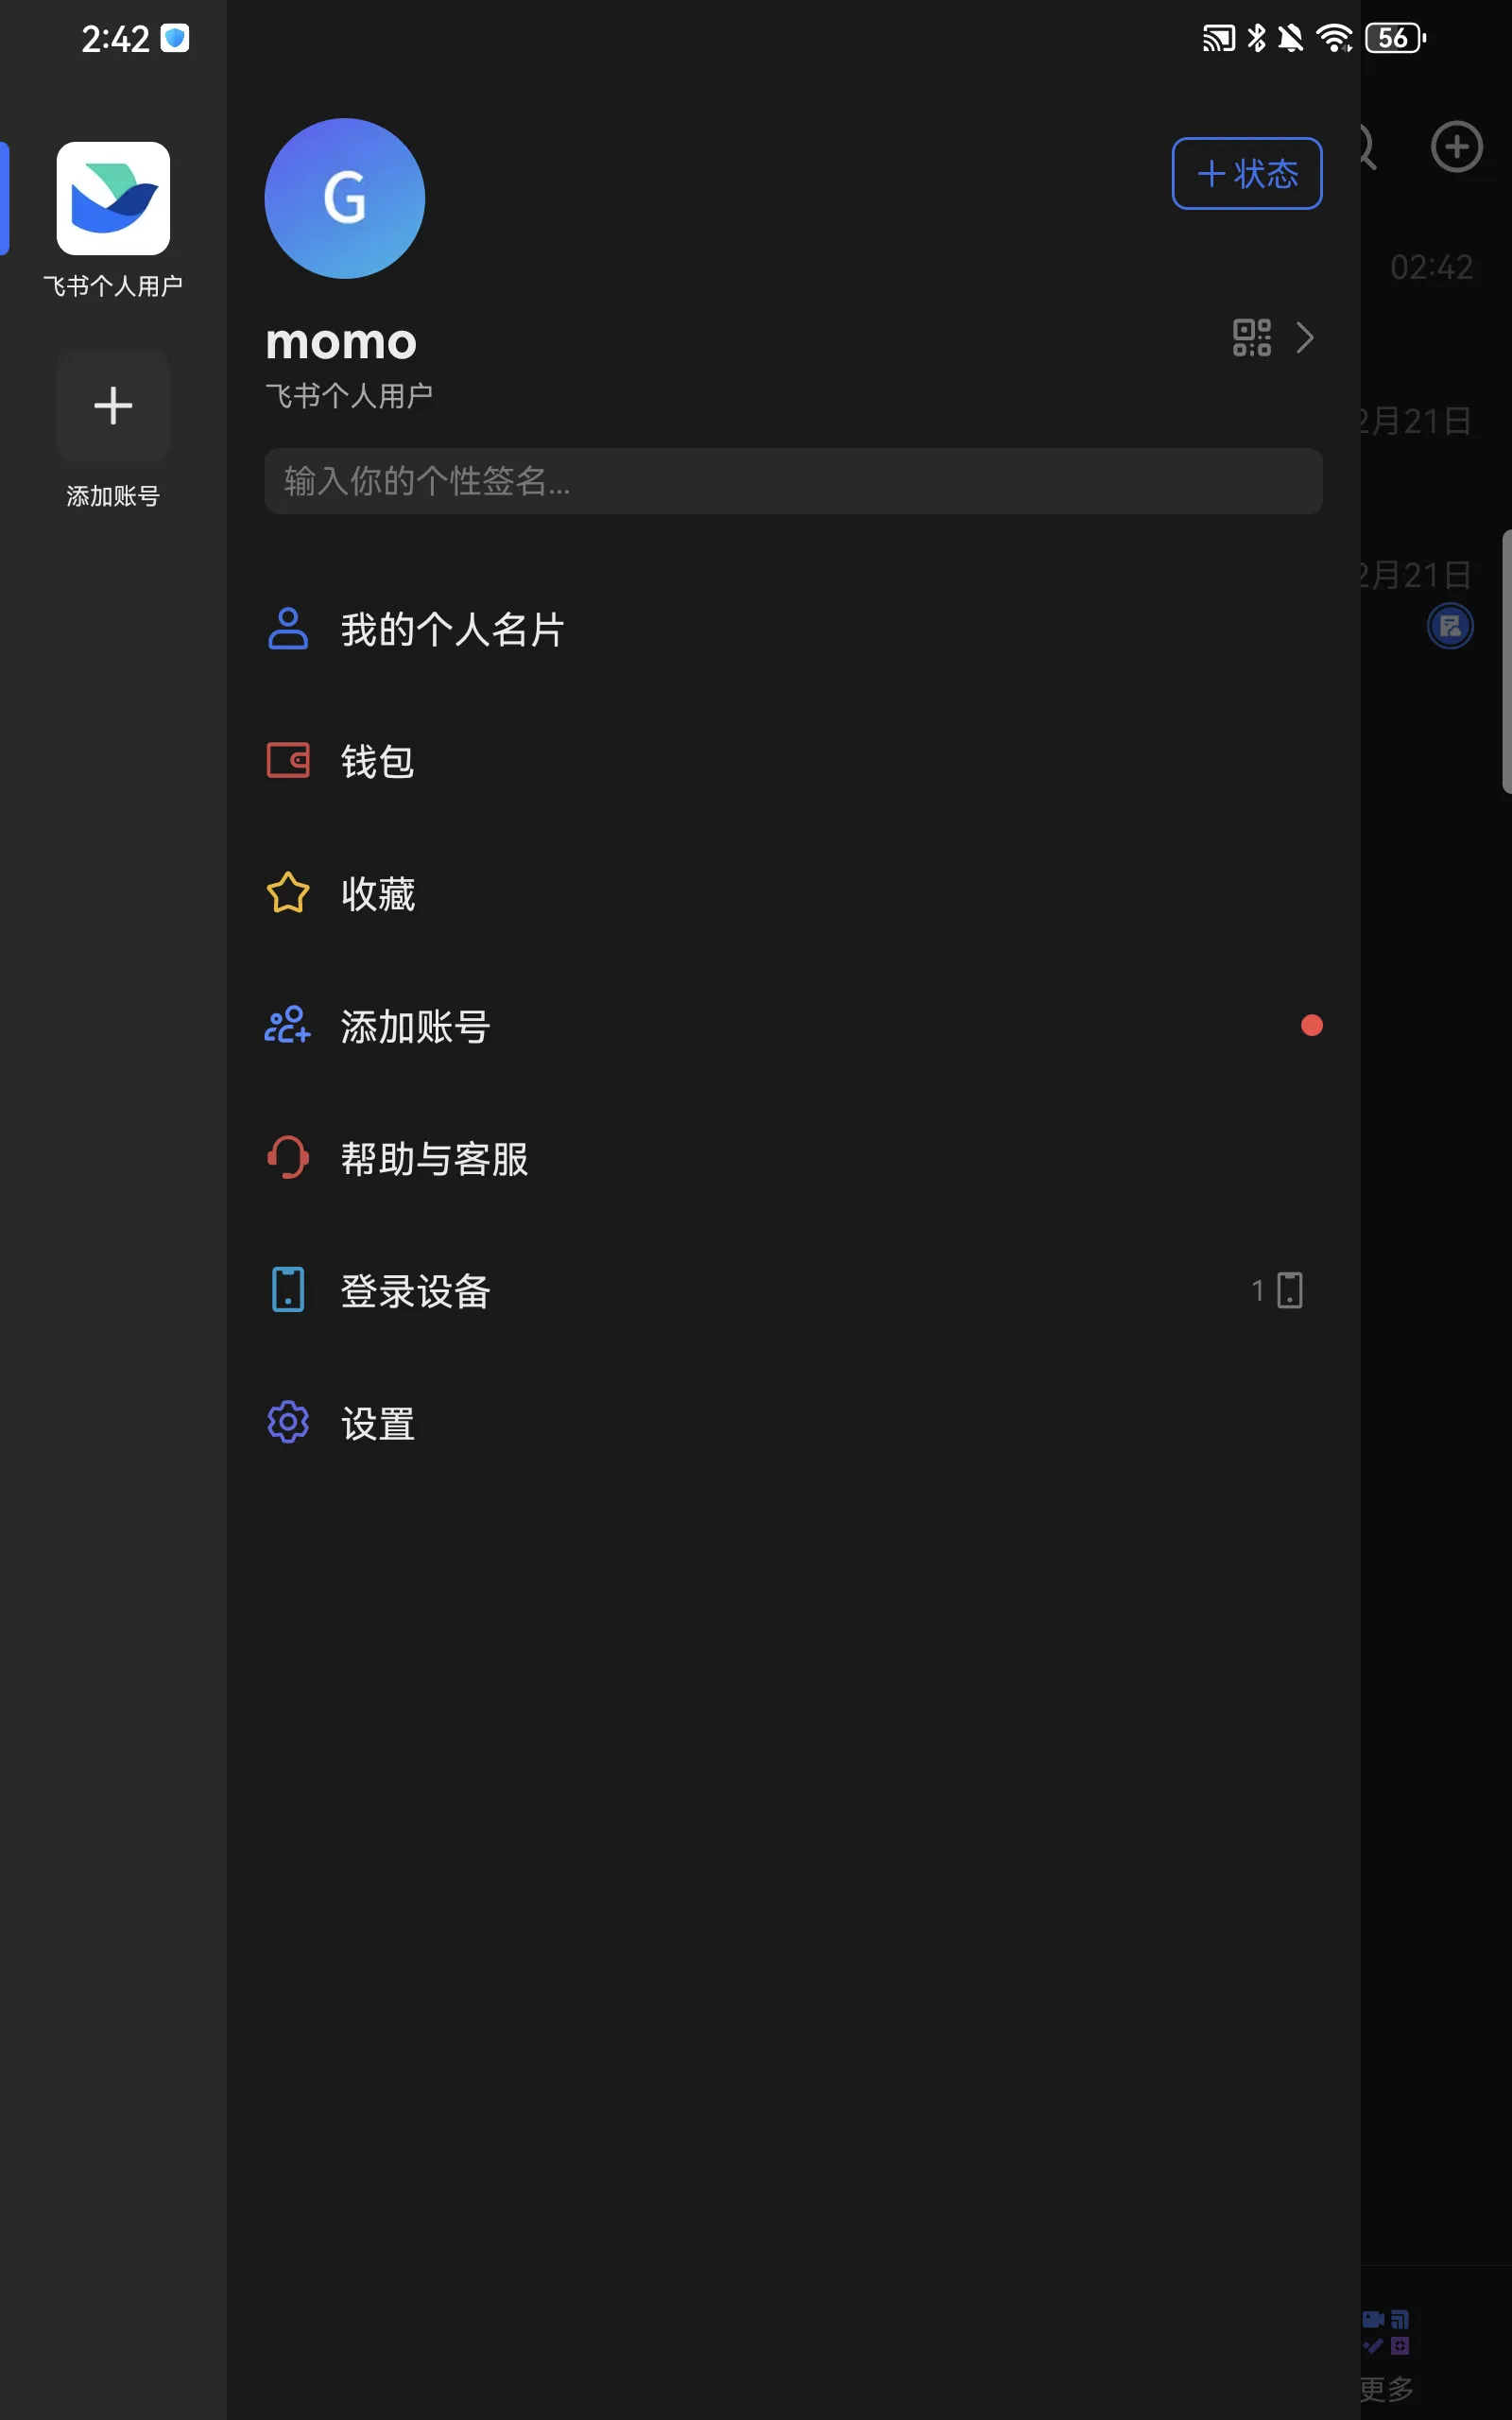 2:42
56
飞书个人用户
添加账号
G
状态
momo
飞书个人用户
输入你的个性签名...
我的个人名片
钱包
收藏
添加账号
帮助与客服
登录设备
1
设置
02:42
2月21日
2月21日
更多